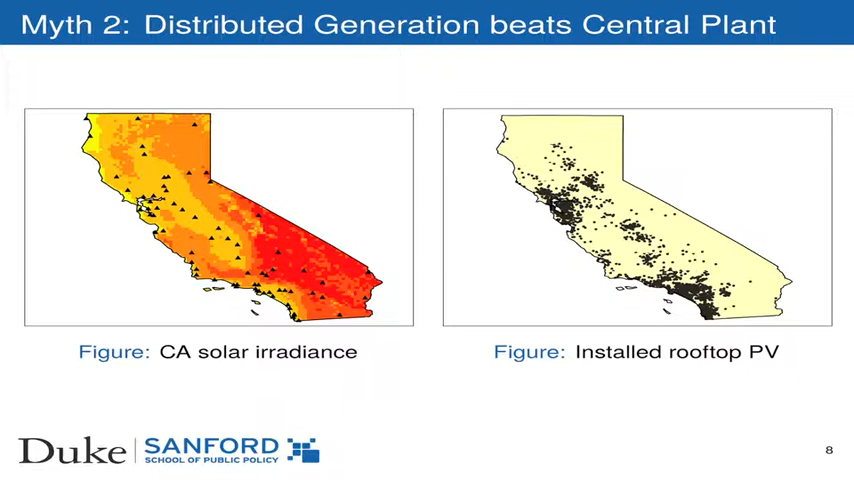 Myth 2: Distributed Generation beats Central Plant
Figure: CA solar irradiance
Figure: Installed rooftop PV
Duke
SANFORD
SCHOOL OF PUBLIC POLICY
8